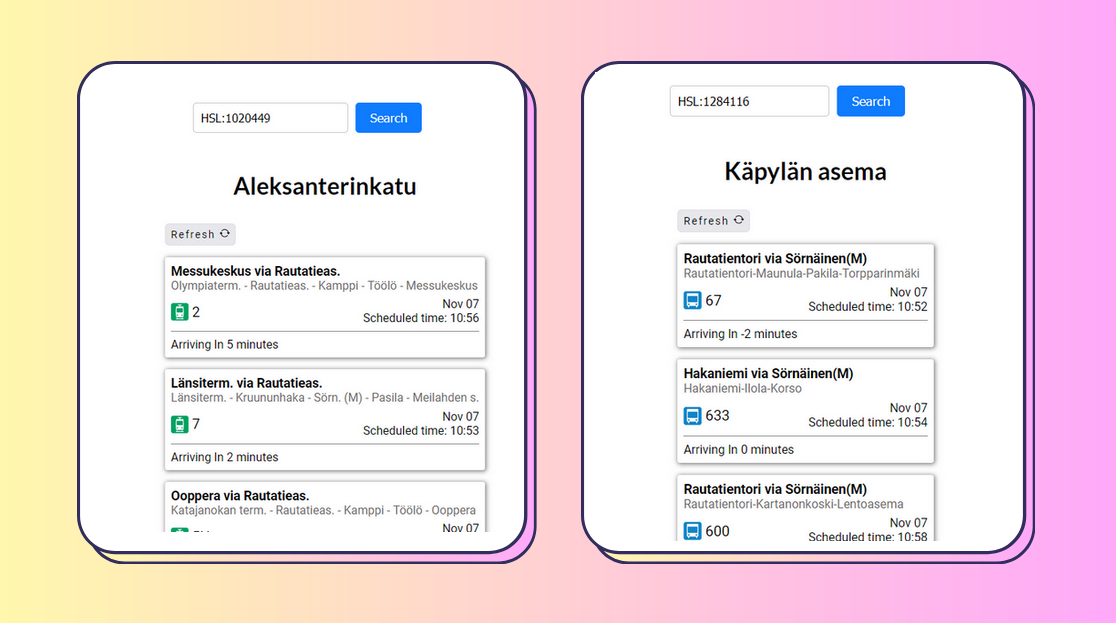 HSL:1020449
Search
Aleksanterinkatu
Refresh
Messukeskus via Rautatieas.
Olympiaterm. - Rautatieas. - Kamppi - Töölö - Messukeskus
2
Nov 07
Scheduled time: 10:56
Arriving In 5 minutes
Länsiterm. via Rautatieas.
Länsiterm. - Kruununhaka - Sörn. (M) - Pasila - Meilahden s.
7
Nov 07
Scheduled time: 10:53
Arriving In 2 minutes
Ooppera via Rautatieas.
Katajanokan term. - Rautatieas. - Kamppi - Töölö - Ooppera
Nov 07
HSL:1284116
Search
Käpylän asema
Refresh
Rautatientori via Sörnäinen(M)
Rautatientori-Maunula-Pakila-Torpparinmäki
67
Nov 07
Scheduled time: 10:52
Arriving In -2 minutes
Hakaniemi via Sörnäinen(M)
Hakaniemi-Ilola-Korso
633
Nov 07
Scheduled time: 10:54
Arriving In 0 minutes
Rautatientori via Sörnäinen(M)
Rautatientori-Kartanonkoski-Lentoasema
600
Nov 07
Scheduled time: 10:58